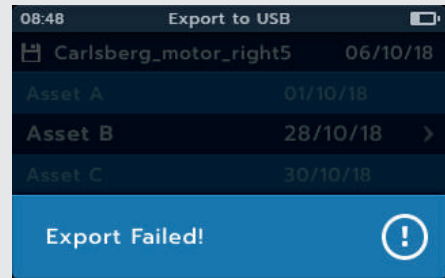 08:48 Export to USB
Carlsberg_motor_right5 06/10/18
Asset A 01/10/18
Asset B 28/10/18
Asset C 30/10/18
Export Failed!